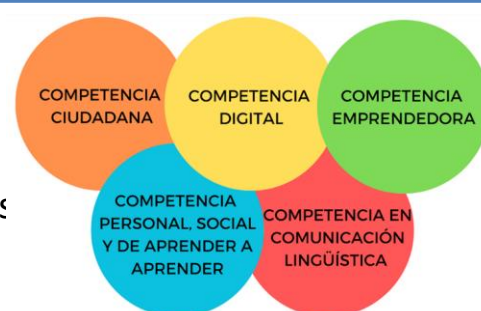 COMPETENCIA
CIUDADANA
COMPETENCIA
DIGITAL
COMPETENCIA
EMPRENDEDORA
COMPETENCIA
PERSONAL, SOCIAL
Y DE APRENDER A
APRENDER
COMPETENCIA EN
COMUNICACIÓN
LINGÜÍSTICA